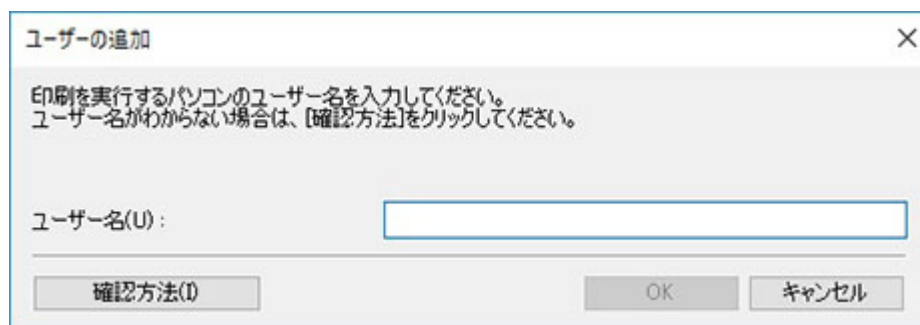 ユーザーの追加
印刷を実行するパソコンのユーザー名を入力してください。
ユーザー名がわからない場合は、[確認方法]をクリックしてください。
ユーザー名(U) :
確認方法(I)
OK
キャンセル